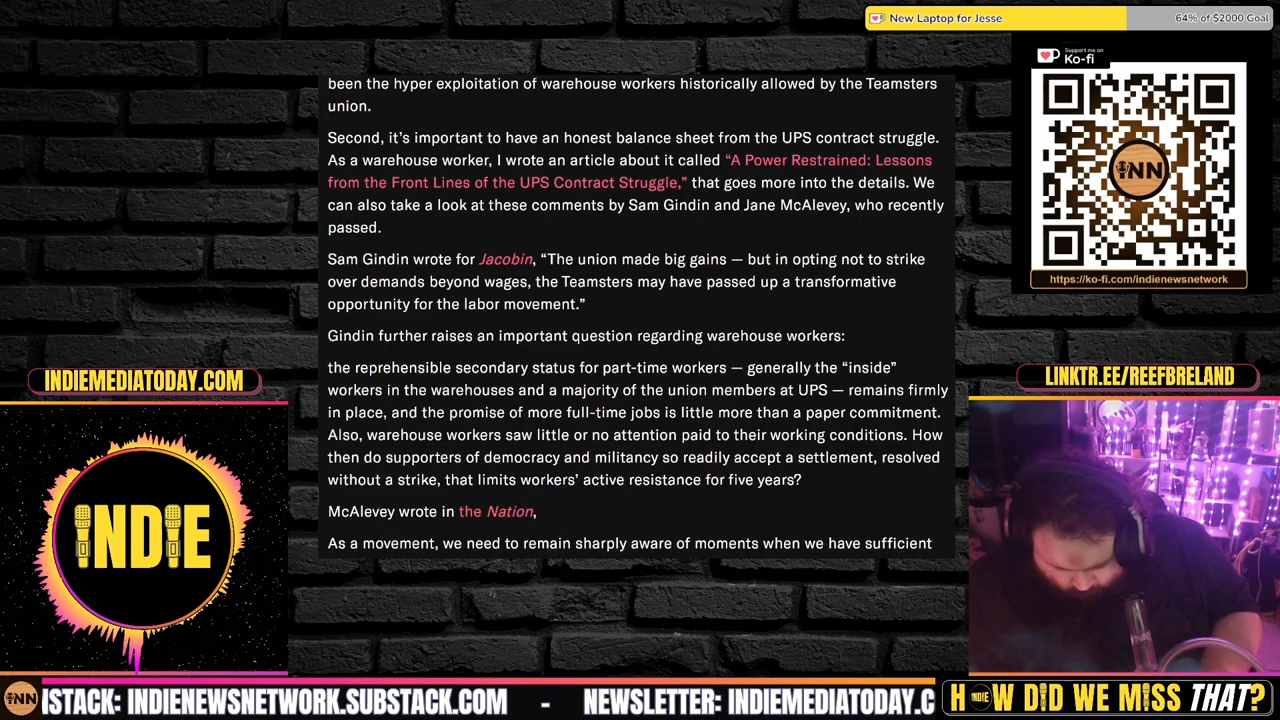 New Laptop for Jesse
64% of $2000 Goal
Support me on
Ko-fi
iNN
https://ko-fi.com/indienewsnetwork
been the hyper exploitation of warehouse workers historically allowed by the Teamsters
union.
Second, it’s important to have an honest balance sheet from the UPS contract struggle.
As a warehouse worker, I wrote an article about it called “A Power Restrained: Lessons
from the Front Lines of the UPS Contract Struggle,” that goes more into the details. We
can also take a look at these comments by Sam Gindin and Jane McAlevey, who recently
passed.
Sam Gindin wrote for Jacobin, “The union made big gains — but in opting not to strike
over demands beyond wages, the Teamsters may have passed up a transformative
opportunity for the labor movement.”
Gindin further raises an important question regarding warehouse workers:
the reprehensible secondary status for part-time workers — generally the “inside”
workers in the warehouses and a majority of the union members at UPS — remains firmly
in place, and the promise of more full-time jobs is little more than a paper commitment.
Also, warehouse workers saw little or no attention paid to their working conditions. How
then do supporters of democracy and militancy so readily accept a settlement, resolved
without a strike, that limits workers’ active resistance for five years?
McAlevey wrote in the Nation,
As a movement, we need to remain sharply aware of moments when we have sufficient
INDIEMEDIATODAY.COM
LINKTR.EE/REEFBRELAND
iNDiE
iNN
STACK: INDIENEWSNETWORK.SUBSTACK.COM - NEWSLETTER: INDIEMEDIATODAY.C
HOW DiD WE MiSS THAT?
INDIE